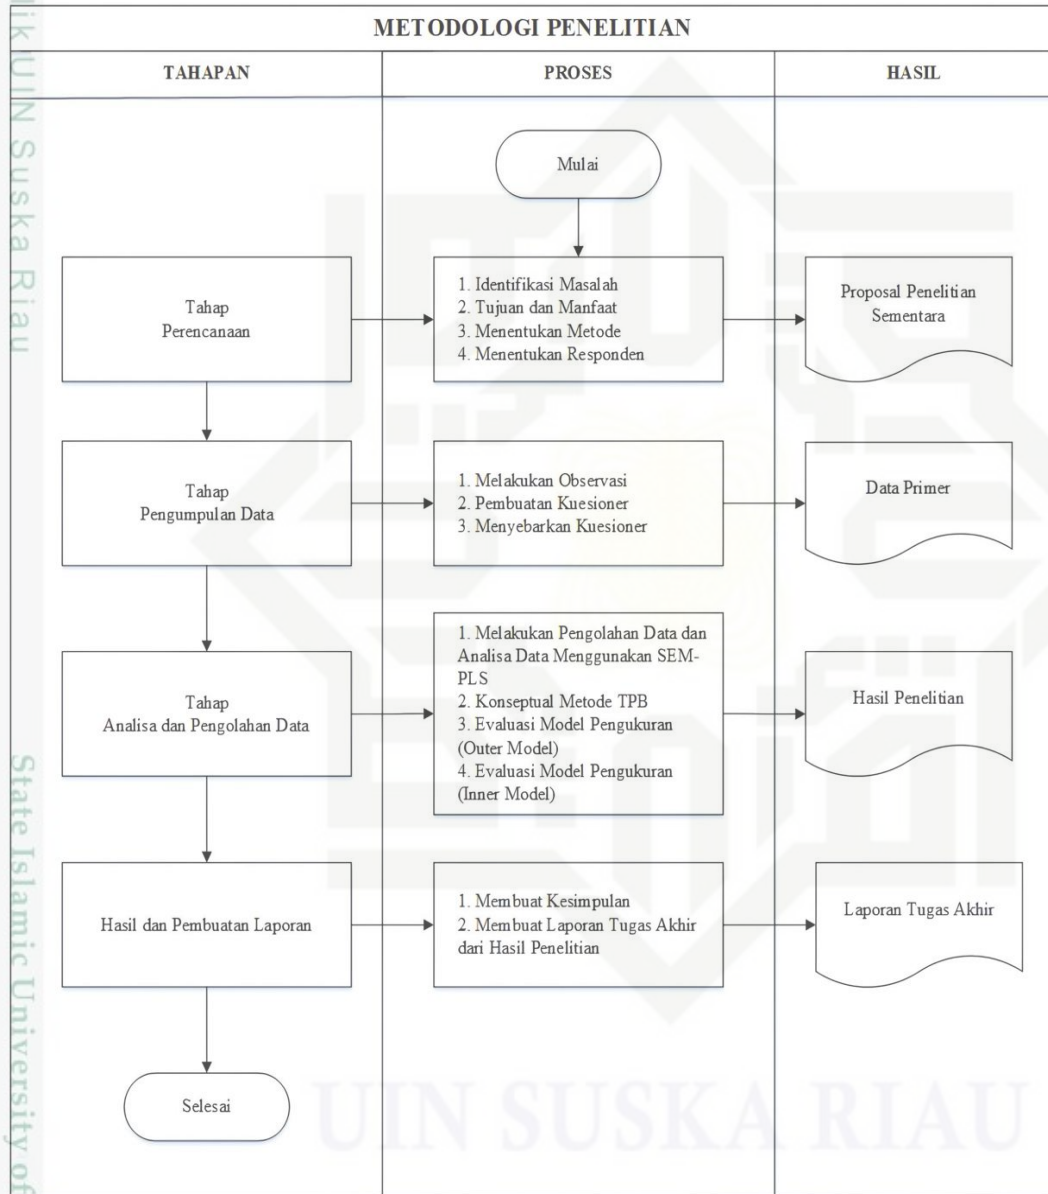 METODOLOGI PENELITIAN
TAHAPAN
PROSES
HASIL
Mulai
Tahap
Perencanaan
1. Identifikasi Masalah
2. Tujuan dan Manfaat
3. Menentukan Metode
4. Menentukan Responden
Proposal Penelitian
Sementara
Tahap
Pengumpulan Data
1. Melakukan Observasi
2. Pembuatan Kuesioner
3. Menyebarkan Kuesioner
Data Primer
Tahap
Analisa dan Pengolahan Data
1. Melakukan Pengolahan Data dan
Analisa Data Menggunakan SEM-
PLS
2. Konseptual Metode TPB
3. Evaluasi Model Pengukuran
(Outer Model)
4. Evaluasi Model Pengukuran
(Inner Model)
Hasil Penelitian
Hasil dan Pembuatan Laporan
1. Membuat Kesimpulan
2. Membuat Laporan Tugas Akhir
dari Hasil Penelitian
Laporan Tugas Akhir
Selesai
UIN SUSKA RIAU
UIN Suska Riau
State Islamic University of